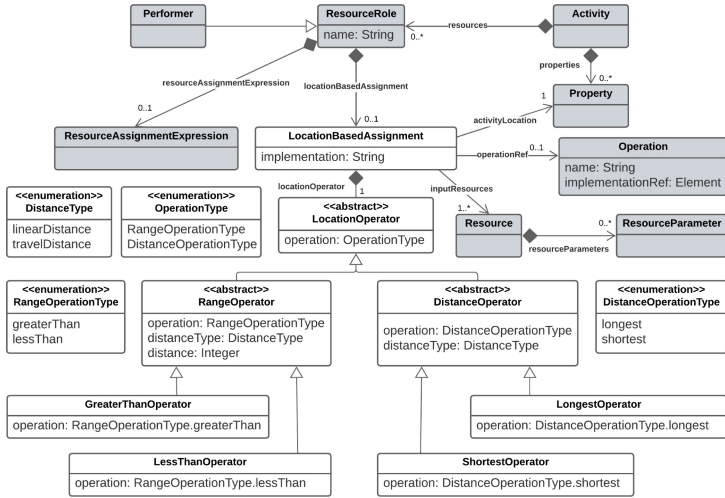 Performer
ResourceRole
name: String
resources
0..*
Activity
properties
0..*
resourceAssignmentExpression
0..1
locationBasedAssignment
0..1
Property
1
activityLocation
ResourceAssignmentExpression
LocationBasedAssignment
implementation: String
operationRef
0..1
Operation
name: String
implementationRef: Element
locationOperator
1
inputResources
1..*
<<enumeration>>
DistanceType
linearDistance
travelDistance
<<enumeration>>
OperationType
RangeOperationType
DistanceOperationType
<<abstract>>
LocationOperator
operation: OperationType
Resource
0..*
resourceParameters
ResourceParameter
<<enumeration>>
RangeOperationType
greaterThan
lessThan
<<abstract>>
RangeOperator
operation: RangeOperationType
distanceType: DistanceType
distance: Integer
<<abstract>>
DistanceOperator
operation: DistanceOperationType
distanceType: DistanceType
<<enumeration>>
DistanceOperationType
longest
shortest
GreaterThanOperator
operation: RangeOperationType.greaterThan
LongestOperator
operation: DistanceOperationType.longest
LessThanOperator
operation: RangeOperationType.lessThan
ShortestOperator
operation: DistanceOperationType.shortest